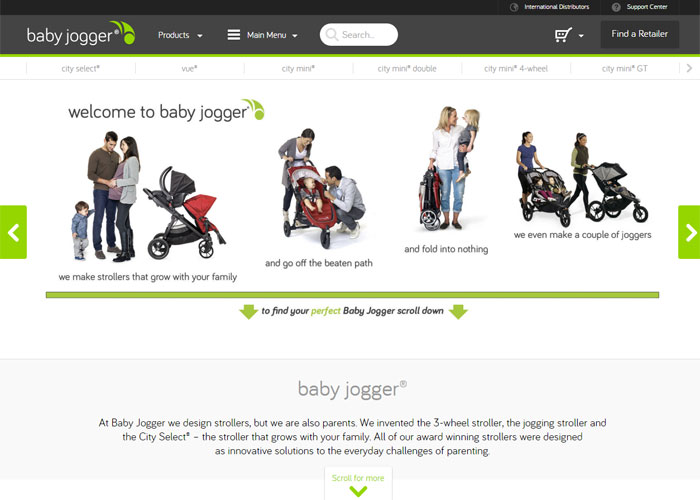 International Distributors
Support Center
baby jogger®
Products
Main Menu
Search..
Find a Retailer
city select®
vue®
city mini®
city mini® double
city mini® 4-wheel
city mini® GT
welcome to baby jogger®
we make strollers that grow with your family
and go off the beaten path
and fold into nothing
we even make a couple of joggers
to find your perfect Baby Jogger scroll down
baby jogger®
At Baby Jogger we design strollers, but we are also parents. We invented the 3-wheel stroller, the jogging stroller and
the City Select® – the stroller that grows with your family. All of our award winning strollers were designed
as innovative solutions to the everyday challenges of parenting.
Scroll for more